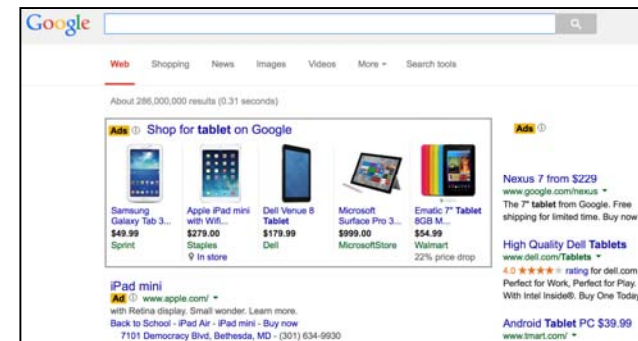 Google
Web Shopping News Images Videos More Search tools
About 286,000,000 results (0.31 seconds)
Ads Shop for tablet on Google
Samsung
Galaxy Tab 3...
$49.99
Sprint
Apple iPad mini
with Wifi...
$279.00
Staples
In store
Dell Venue 8
Tablet
$179.99
Dell
Microsoft
Surface Pro 3...
$999.00
MicrosoftStore
Ematic 7" Tablet
8GB M...
$54.99
Walmart
22% price drop
iPad mini
Ad www.apple.com/
with Retina display. Small wonder. Learn more.
Back to School - iPad Air - iPad mini - Buy now
7101 Democracy Blvd, Bethesda, MD - (301) 634-9930
Ads
Nexus 7 from $229
www.google.com/nexus
The 7" tablet from Google. Free
shipping for limited time. Buy now
High Quality Dell Tablets
www.dell.com/Tablets
4.0 ★★★★★ rating for dell.com
Perfect for Work, Perfect for Play.
With Intel Inside®. Buy One Today
Android Tablet PC $39.99
www.tmart.com/